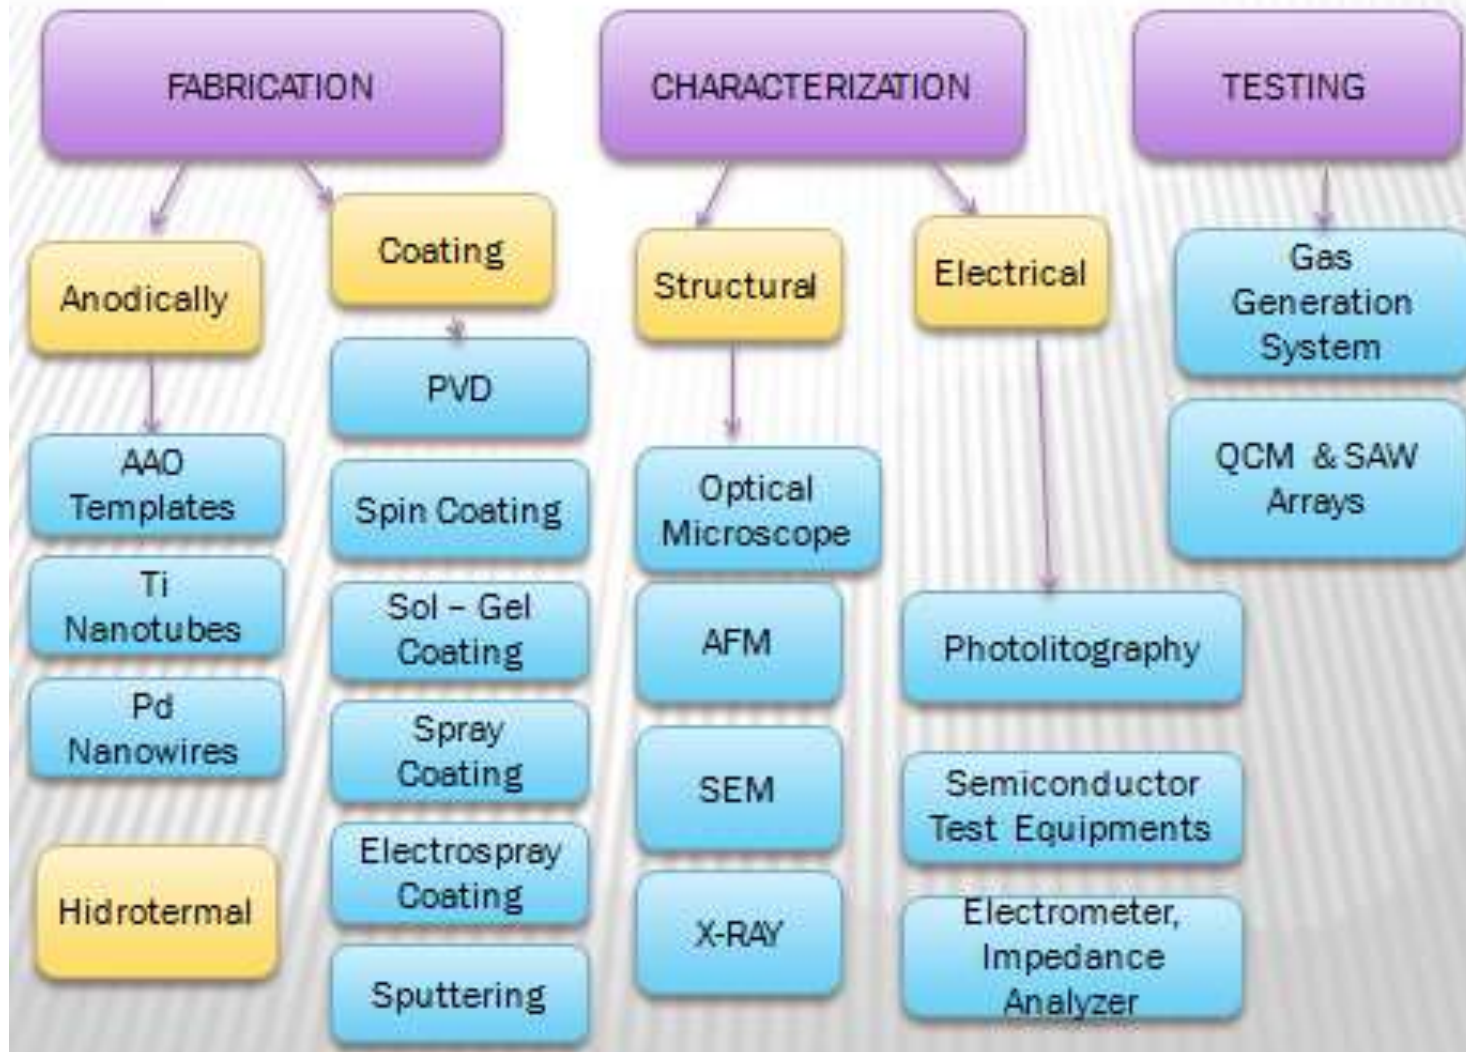 FABRICATION
CHARACTERIZATION
TESTING
Anodically
Coating
Structural
Electrical
Gas
Generation
System
AAO
Templates
Ti
Nanotubes
Pd
Nanowires
Hidrotermal
PVD
Spin Coating
Sol – Gel
Coating
Spray
Coating
Electrospray
Coating
Sputtering
Optical
Microscope
AFM
SEM
X-RAY
Photolitography
Semiconductor
Test Equipments
Electrometer,
Impedance
Analyzer
QCM & SAW
Arrays